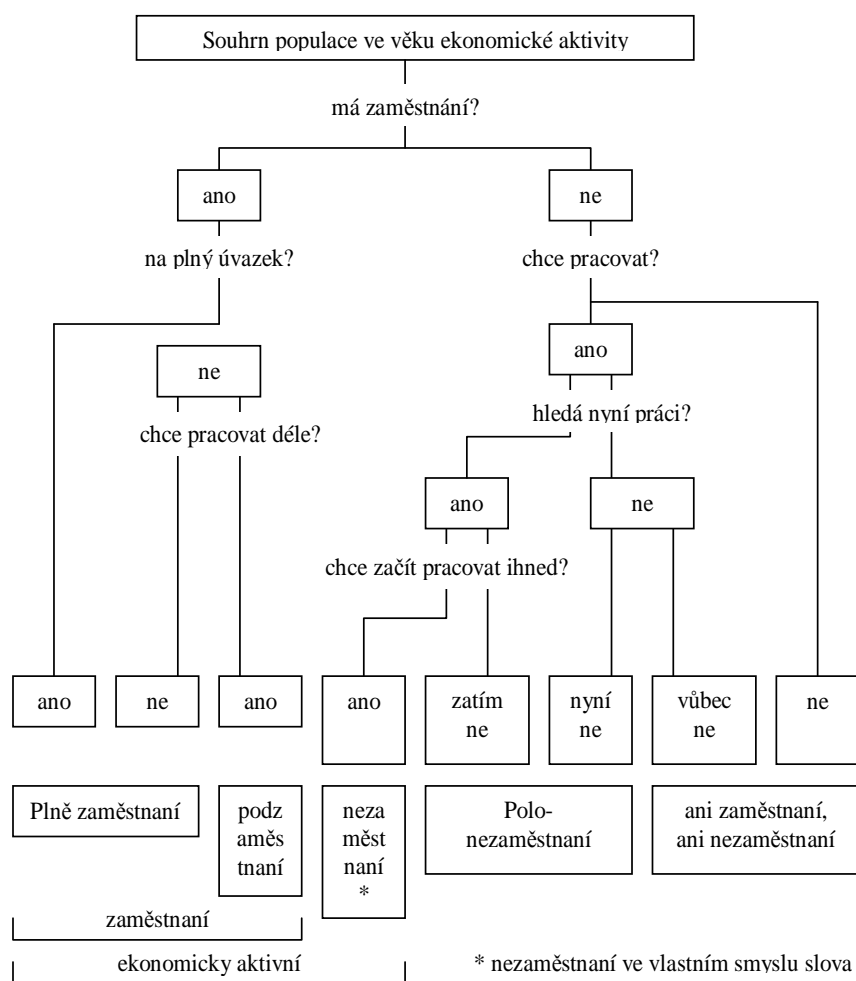 Souhrn populace ve věku ekonomické aktivity
má zaměstnání?
ano
ne
na plný úvazek?
chce pracovat?
ano
ne
hledá nyní práci?
chce pracovat déle?
ano
ne
chce začít pracovat ihned?
ano
ne
ano
ano
zatím
ne
nyní
ne
vůbec
ne
ne
Plně zaměstnaní
podz
aměs
tnaní
neza
městnaní
*
Polo-
nezaměstnaní
ani zaměstnaní,
ani nezaměstnaní
zaměstnaní
ekonomicky aktivní
* nezaměstnaní ve vlastním smyslu slova